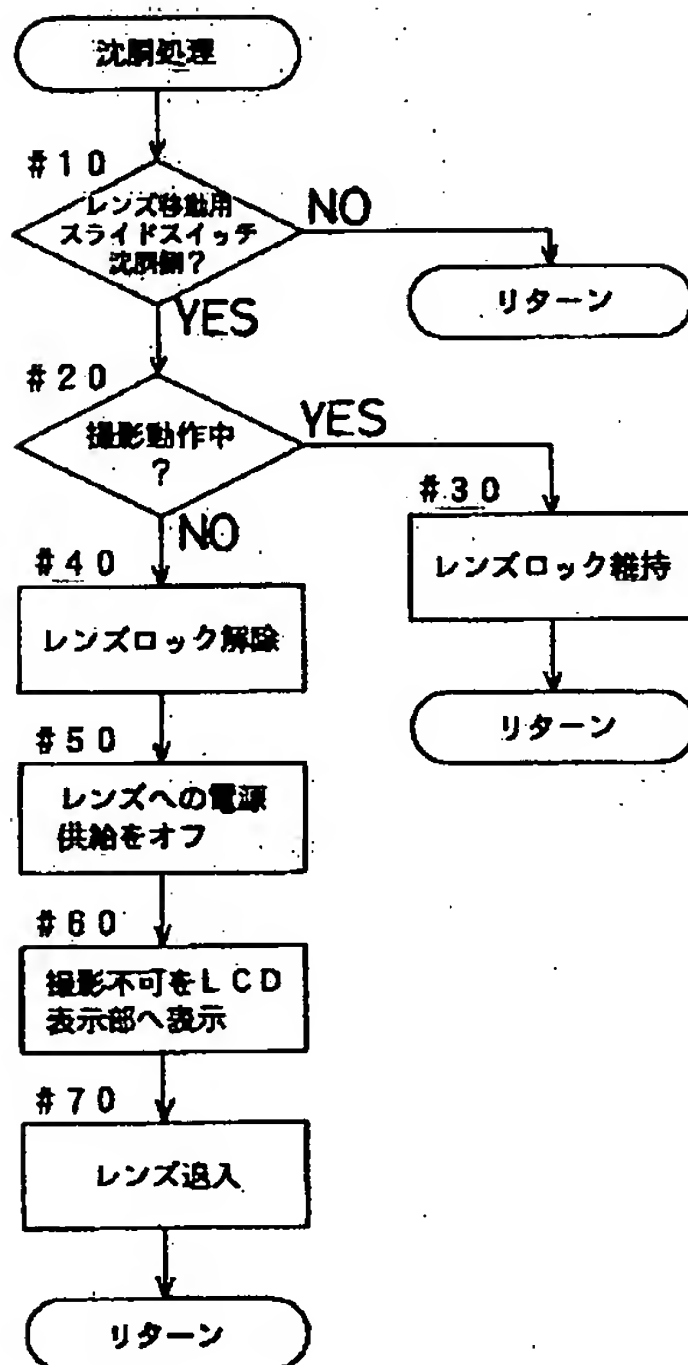 沈胴処理
#10
レンズ移動用
スライドスイッチ
沈胴側?
NO
リターン
YES
#20
撮影動作中
?
YES
#30
レンズロック維持
リターン
NO
#40
レンズロック解除
#50
レンズへの電源
供給をオフ
#60
撮影不可をLCD
表示部へ表示
#70
レンズ退入
リターン